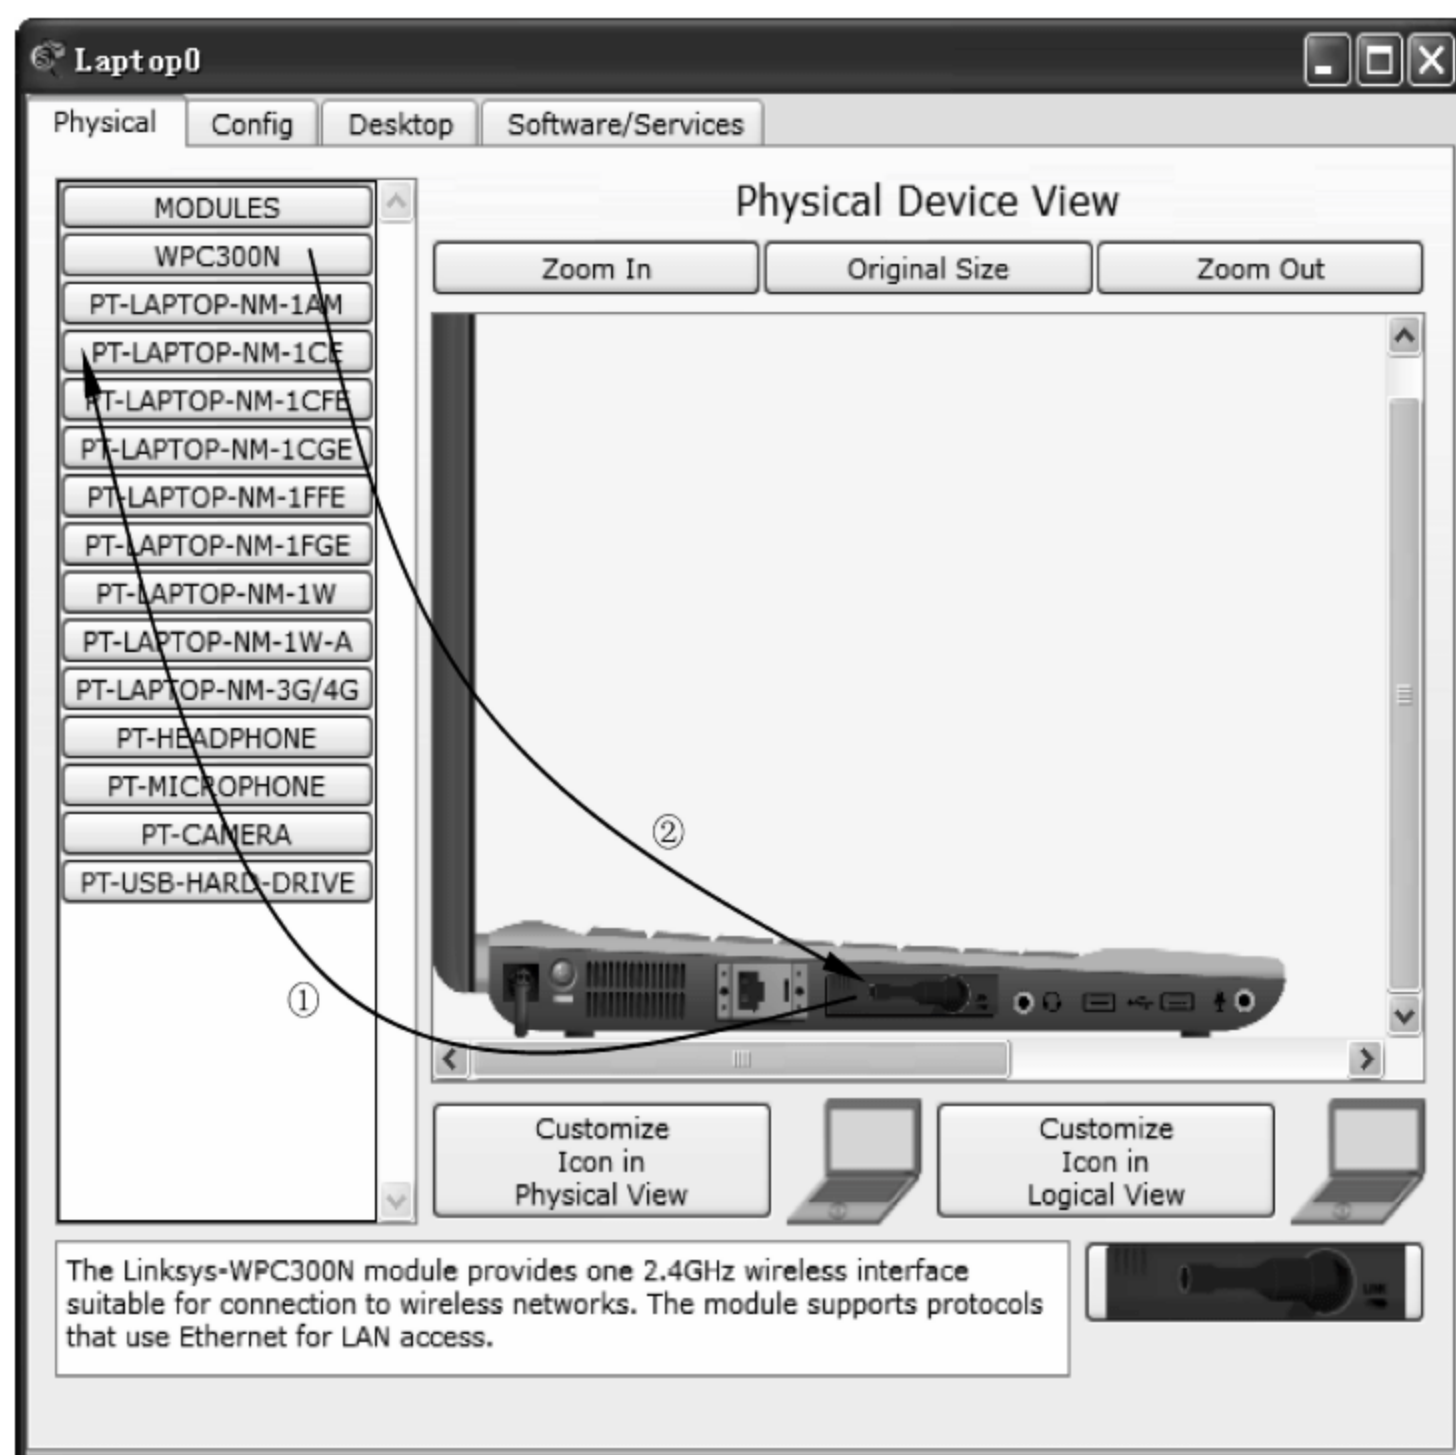 Laptop0
Physical
Config
Desktop
Software/Services
MODULES
WPC300N
PT-LAPTOP-NM-1AM
PT-LAPTOP-NM-1CE
PT-LAPTOP-NM-1CFE
PT-LAPTOP-NM-1CGE
PT-LAPTOP-NM-1FFE
PT-LAPTOP-NM-1FGE
PT-LAPTOP-NM-1W
PT-LAPTOP-NM-1W-A
PT-LAPTOP-NM-3G/4G
PT-HEADPHONE
PT-MICROPHONE
PT-CAMERA
PT-USB-HARD-DRIVE
①
Physical Device View
Zoom In
Original Size
Zoom Out
②
Customize
Icon in
Physical View
Customize
Icon in
Logical View
The Linksys-WPC300N module provides one 2.4GHz wireless interface
suitable for connection to wireless networks. The module supports protocols
that use Ethernet for LAN access.